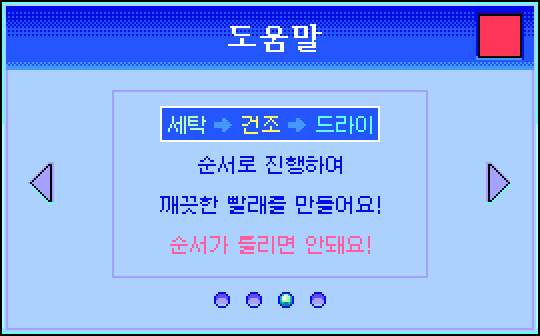 도움말
세탁 ➡ 건조 ➡ 드라이
순서로 진행하여
깨끗한 빨래를 만들어요!
순서가 틀리면 안돼요!